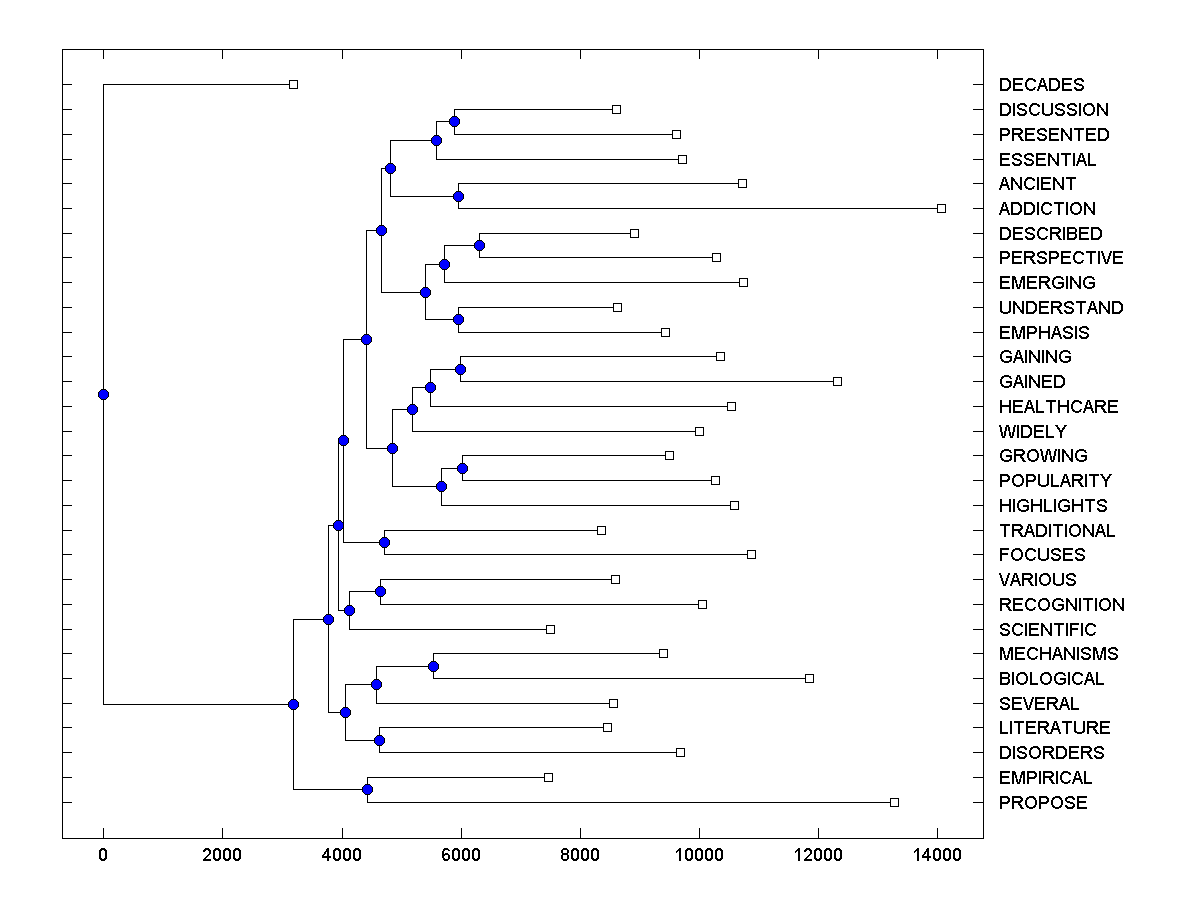 DECADES
DISCUSSION
PRESENTED
ESSENTIAL
ANCIENT
ADDICTION
DESCRIBED
PERSPECTIVE
EMERGING
UNDERSTAND
EMPHASIS
GAINING
GAINED
HEALTHCARE
WIDELY
GROWING
POPULARITY
HIGHLIGHTS
TRADITIONAL
FOCUSES
VARIOUS
RECOGNITION
SCIENTIFIC
MECHANISMS
BIOLOGICAL
SEVERAL
LITERATURE
DISORDERS
EMPIRICAL
PROPOSE
0 2000 4000 6000 8000 10000 12000 14000